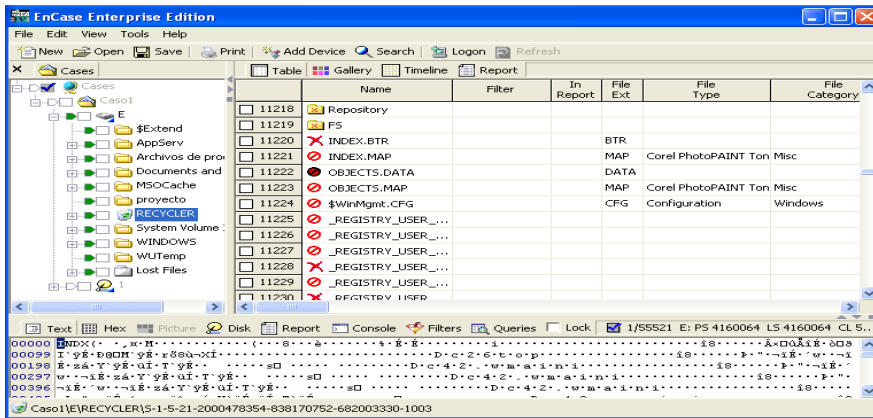 EnCase Enterprise Edition
File Edit View Tools Help
New Open Save Print Add Device Search Logon Refresh
Cases Table Gallery Timeline Report
Name Filter In Report File Ext File Type File Category
Cases
Caso1
E
$Extend
AppServ
Archivos de pro
Documents and
MSOCache
proyecto
RECYCLER
System Volume
WINDOWS
WUTemp
Lost Files
1
11218 Repository
11219 FS
11220 INDEX.BTR BTR
11221 INDEX.MAP MAP Corel PhotoPAINT Ton Misc
11222 OBJECTS.DATA DATA
11223 OBJECTS.MAP MAP Corel PhotoPAINT Ton Misc
11224 $WinMgmt.CFG CFG Configuration Windows
11225 _REGISTRY_USER_...
11226 _REGISTRY_USER_...
11227 _REGISTRY_USER_...
11228 _REGISTRY_USER_...
11229 _REGISTRY_USER_...
11230 REGISTRY USER
Text Hex Picture Disk Report Console Filters Queries Lock 1/55521 E: PS 4160064 LS 4160064 CL 5..
00000 INDX(
00099
00198
00297
00396
Caso1\E\RECYCLER\S-1-5-21-2000478354-838170752-682003330-1003